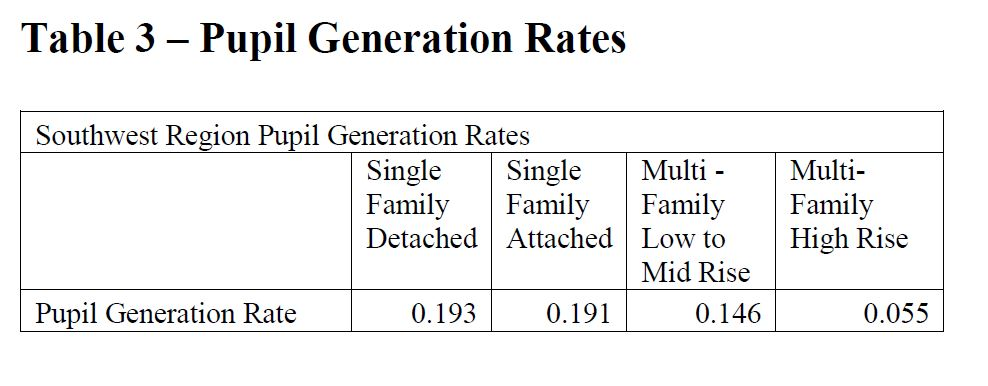 Table 3 – Pupil Generation Rates
Southwest Region Pupil Generation Rates
Single Family Detached
Single Family Attached
Multi - Family Low to Mid Rise
Multi- Family High Rise
Pupil Generation Rate 0.193 0.191 0.146 0.055